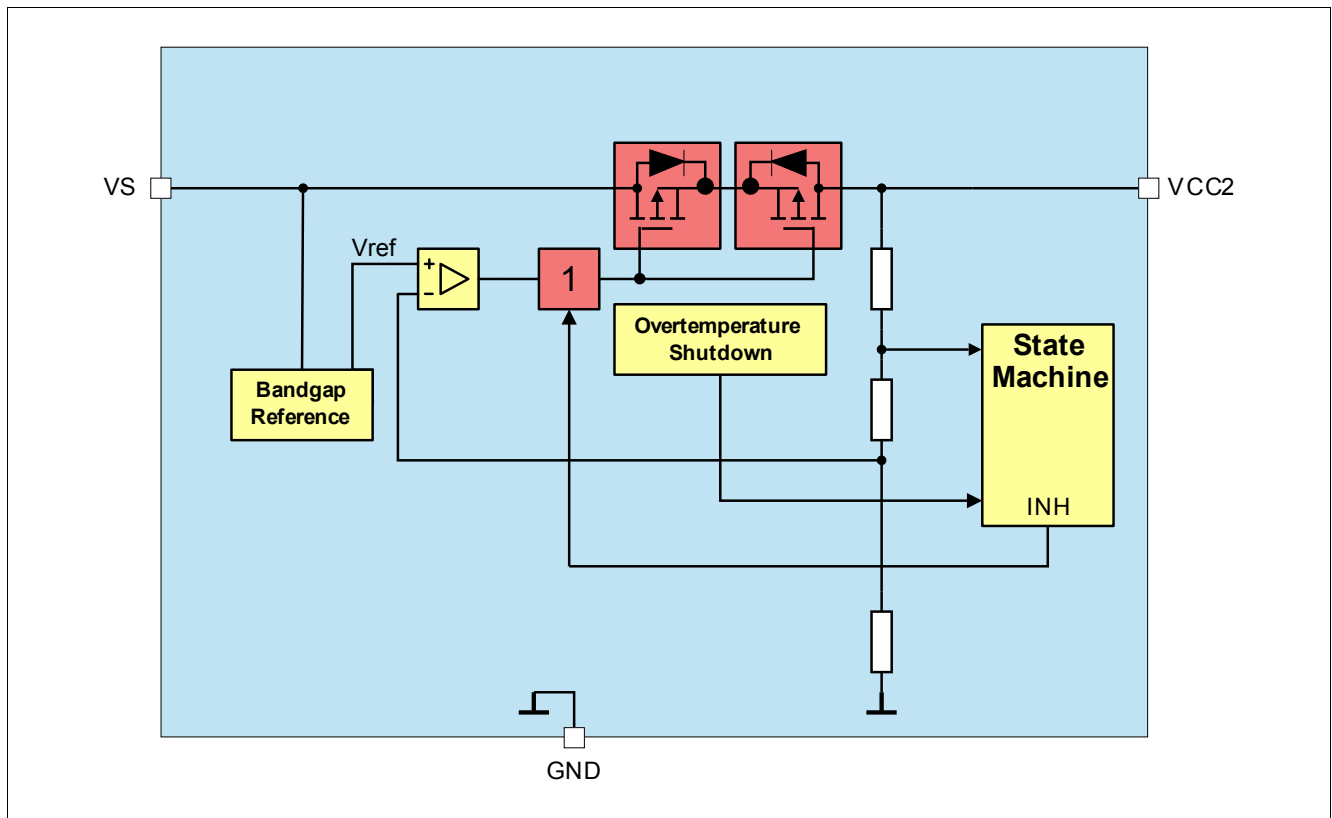 VS
VCC2
Vref
+
-
1
Overtemperature
Shutdown
State
Machine
Bandgap
Reference
INH
GND